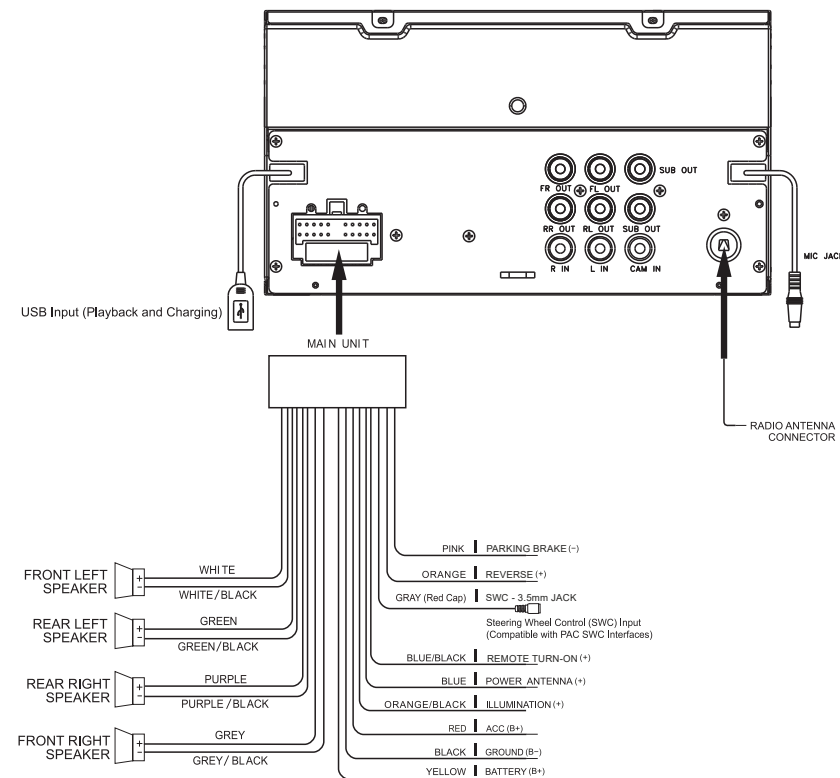 SUB OUT
FR OUT FL OUT
RR OUT RL OUT SUB OUT
R IN L IN CAM IN
MIC JACK
USB Input (Playback and Charging)
MAIN UNIT
RADIO ANTENNA
CONNECTOR
PINK PARKING BRAKE (−)
ORANGE REVERSE (+)
GRAY (Red Cap) SWC - 3.5mm JACK
Steering Wheel Control (SWC) Input
(Compatible with PAC SWC Interfaces)
BLUE/BLACK REMOTE TURN-ON (+)
BLUE POWER ANTENNA (+)
ORANGE/BLACK ILLUMINATION (+)
RED ACC (B+)
BLACK GROUND (B−)
YELLOW BATTERY (B+)
FRONT LEFT
SPEAKER
+
−
WHITE
WHITE/BLACK
REAR LEFT
SPEAKER
+
−
GREEN
GREEN/BLACK
REAR RIGHT
SPEAKER
+
−
PURPLE
PURPLE/BLACK
FRONT RIGHT
SPEAKER
+
−
GREY
GREY/BLACK